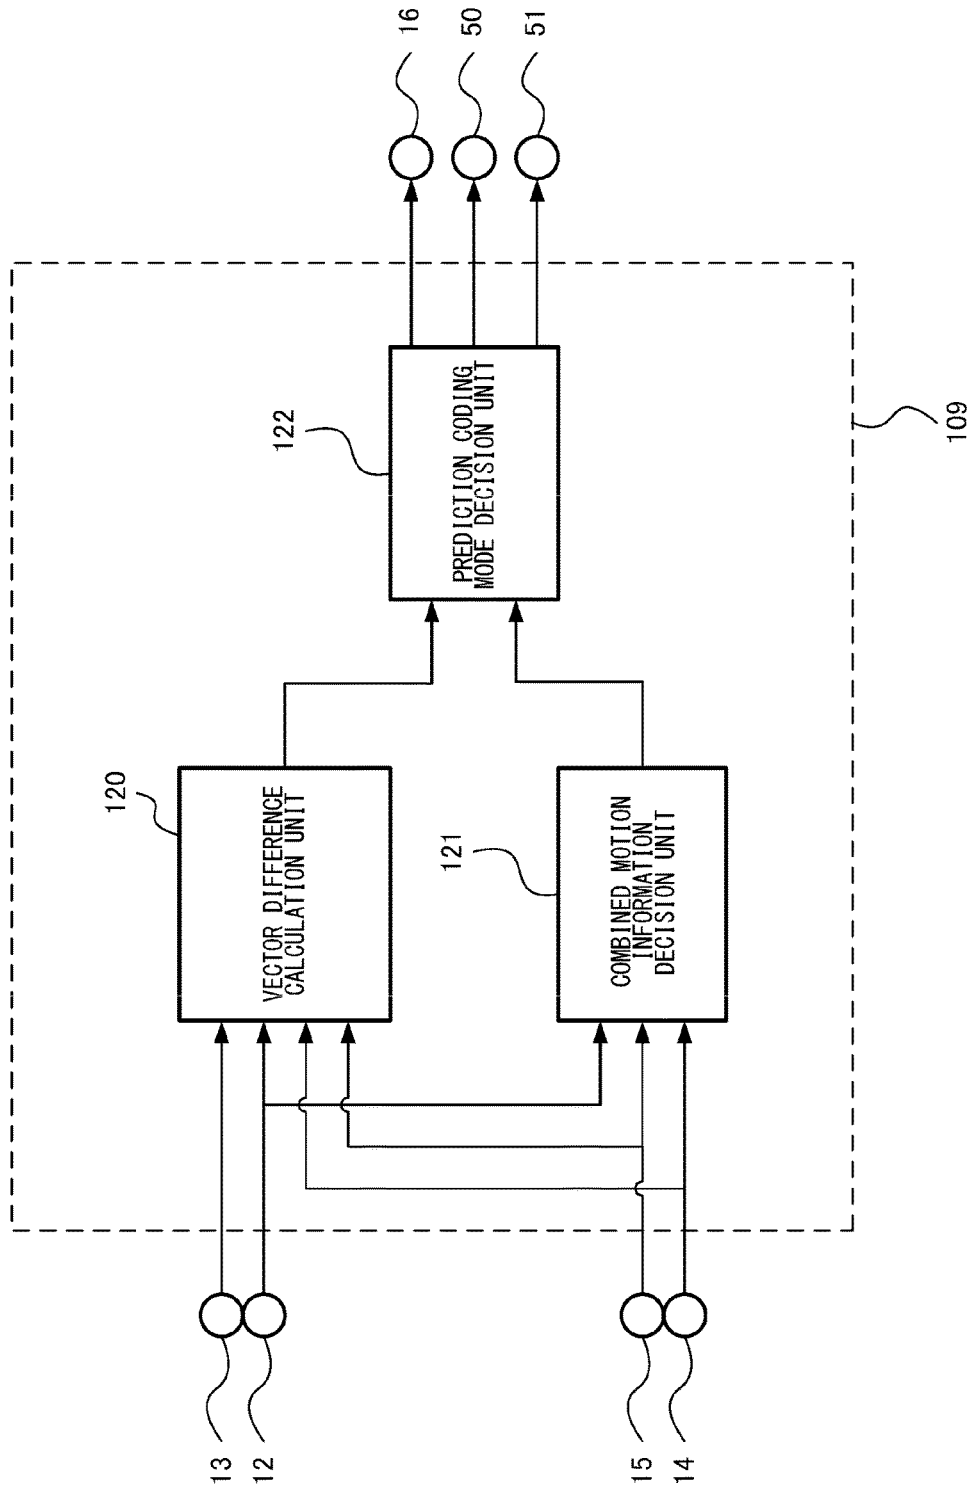 13
12
15
14
120
VECTOR DIFFERENCE
CALCULATION UNIT
121
COMBINED MOTION
INFORMATION
DECISION UNIT
122
PREDICTION CODING
MODE DECISION UNIT
16
50
51
109